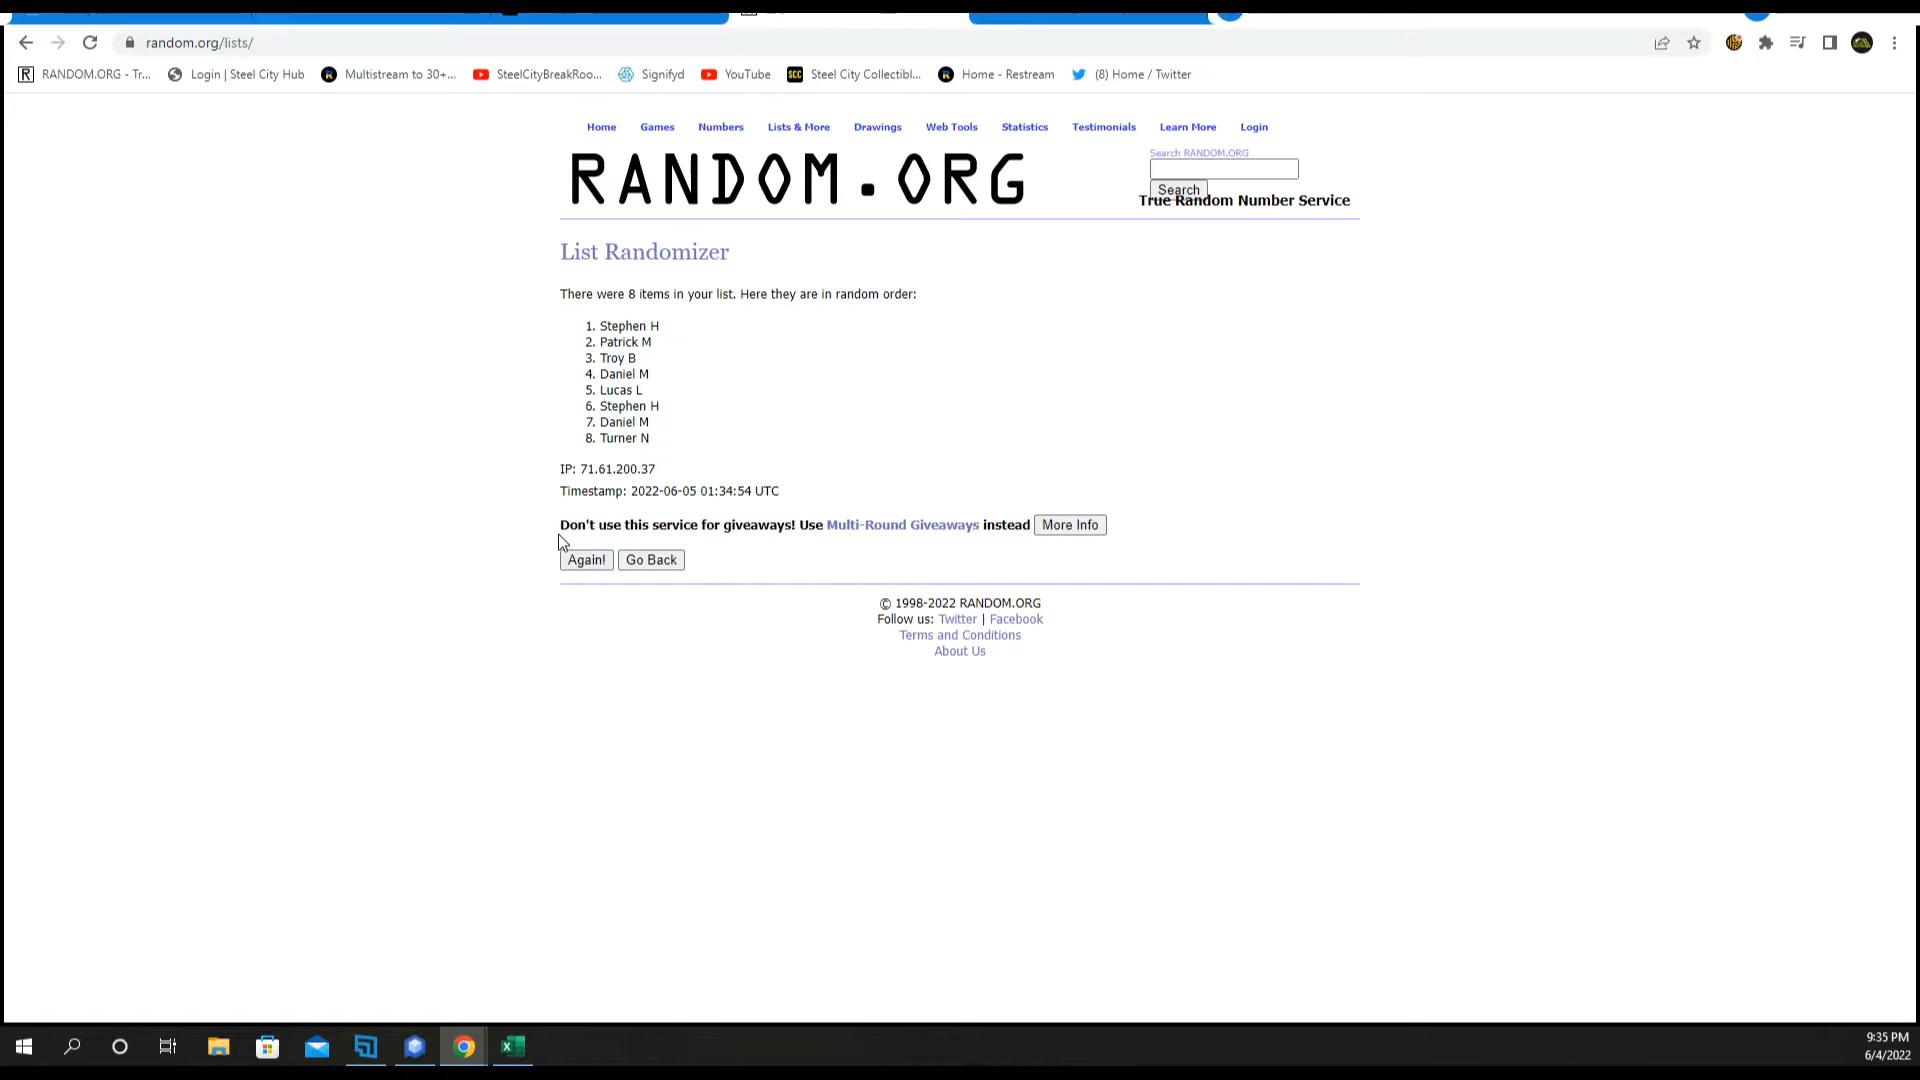 random.org/lists/
RANDOM.ORG - Tr... Login | Steel City Hub Multistream to 30+... SteelCityBreakRoo... Signifyd YouTube SCC Steel City Collectibl... Home - Restream (8) Home / Twitter
Home Games Numbers Lists & More Drawings Web Tools Statistics Testimonials Learn More Login
RANDOM.ORG
Search RANDOM.ORG
Search
True Random Number Service
List Randomizer
There were 8 items in your list. Here they are in random order:
1. Stephen H
2. Patrick M
3. Troy B
4. Daniel M
5. Lucas L
6. Stephen H
7. Daniel M
8. Turner N
IP: 71.61.200.37
Timestamp: 2022-06-05 01:34:54 UTC
Don't use this service for giveaways! Use Multi-Round Giveaways instead More Info
Again! Go Back
© 1998-2022 RANDOM.ORG
Follow us: Twitter | Facebook
Terms and Conditions
About Us
9:35 PM
6/4/2022